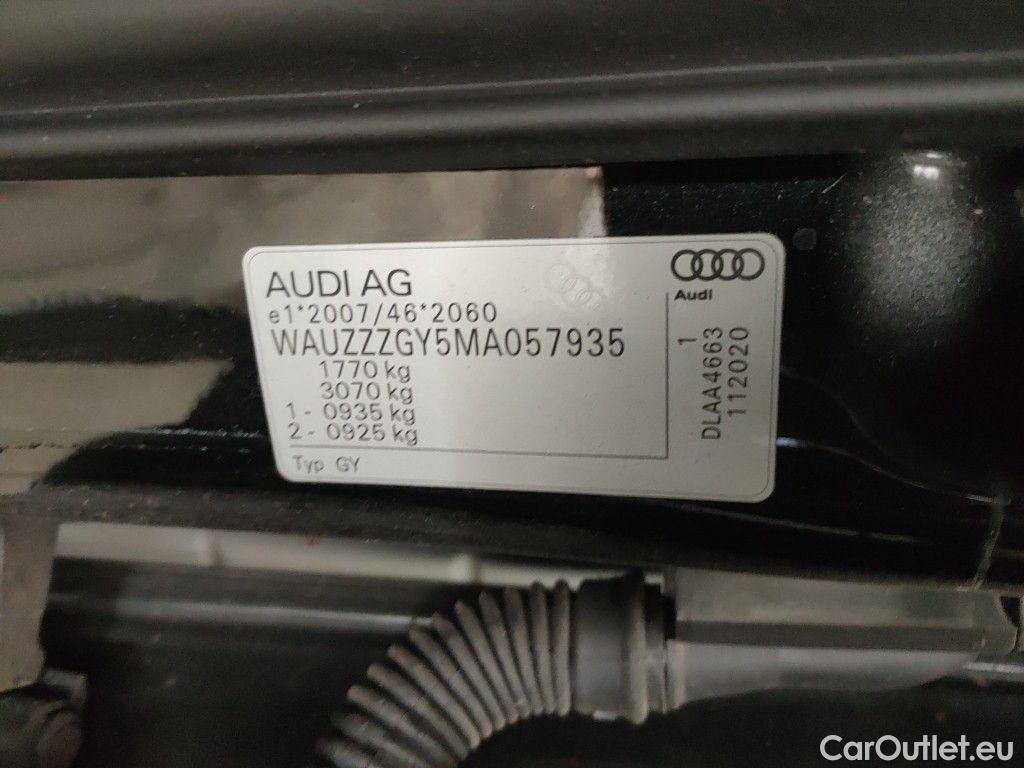 AUDI AG
e1*2007/46*2060
WAUZZZGY5MA057935
1770 kg
3070 kg
1 - 0935 kg
2 - 0925 kg
Typ GY
Audi
DLAA4663 1
112020
CarOutlet.eu